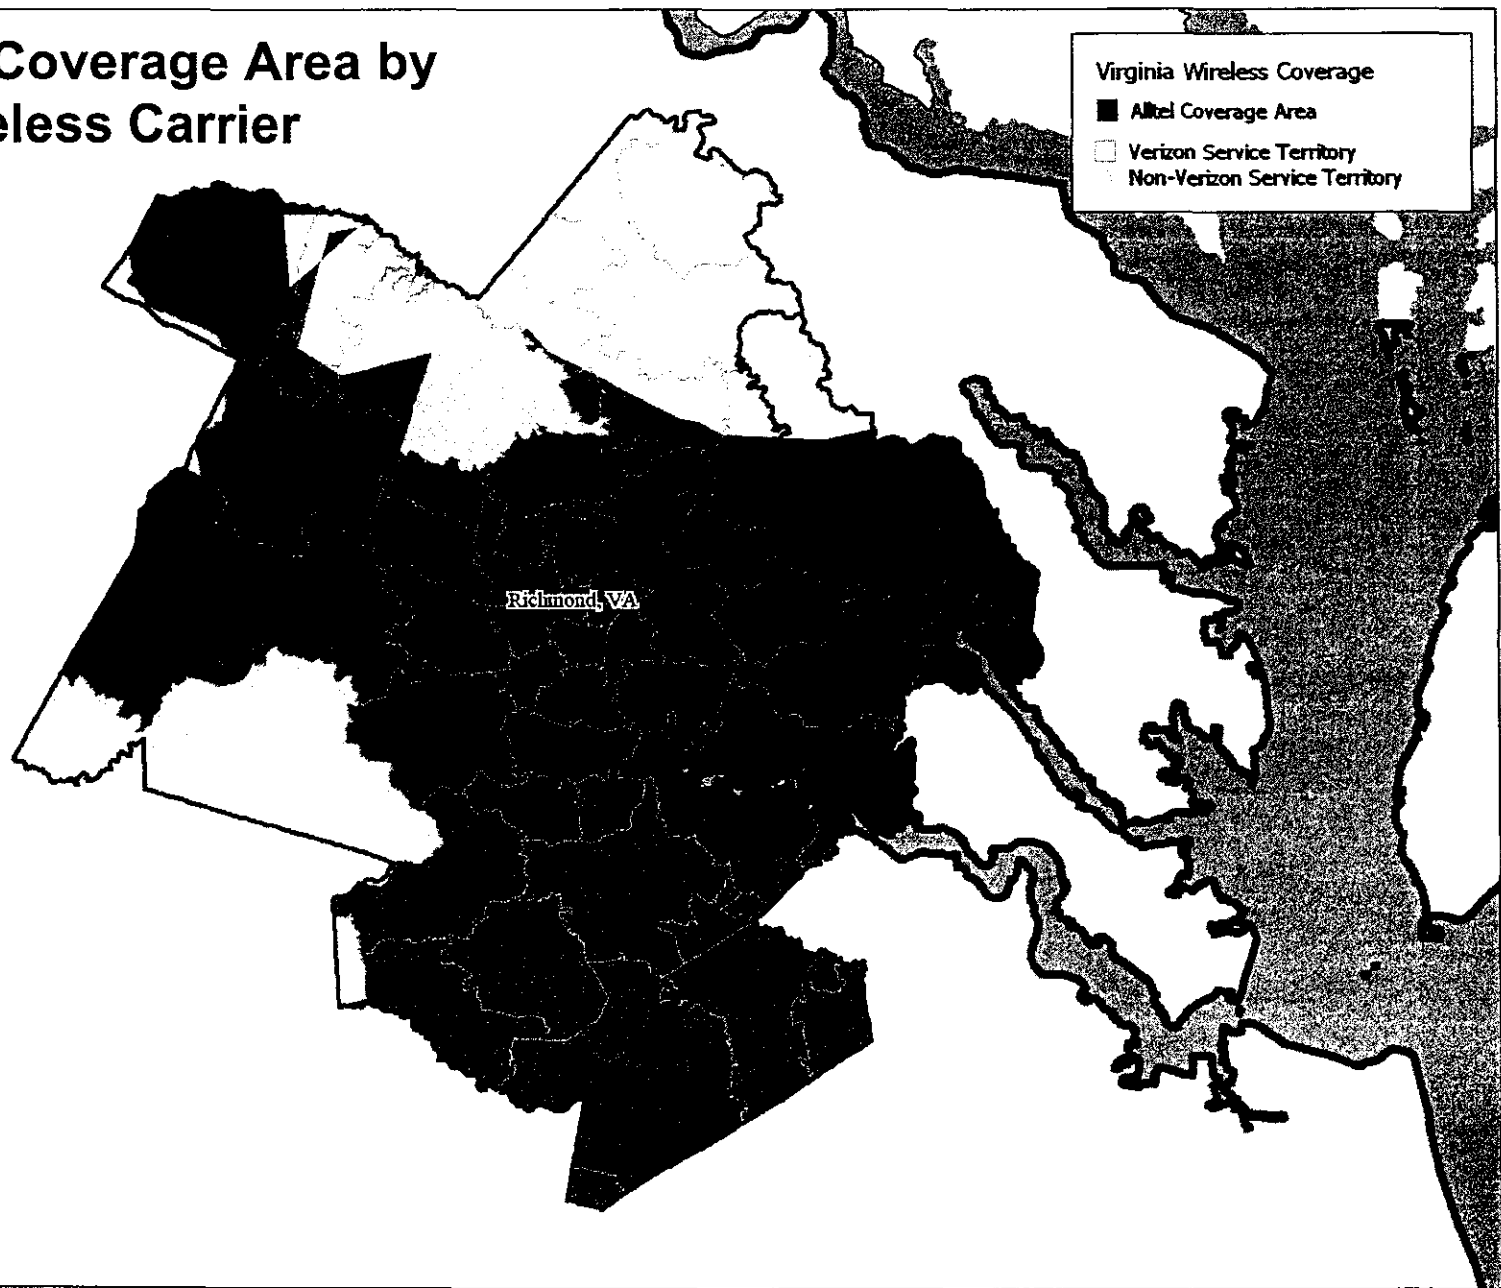 Coverage Area by
eless Carrier
Virginia Wireless Coverage
Alltel Coverage Area
Verizon Service Territory
Non-Verizon Service Territory
Richmond, VA